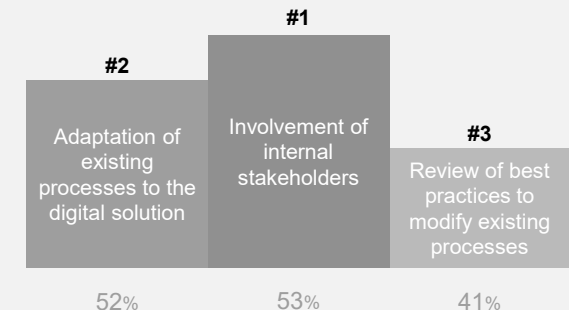 #1
#2
#3
Adaptation of
existing
processes to the
digital solution
Involvement of
internal
stakeholders
Review of best
practices to
modify existing
processes
52%
53%
41%